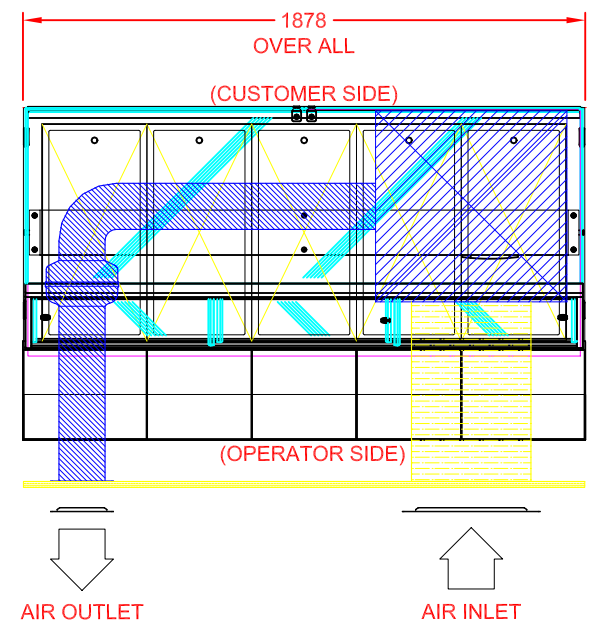 1878
OVER ALL
(CUSTOMER SIDE)
(OPERATOR SIDE)
AIR OUTLET
AIR INLET